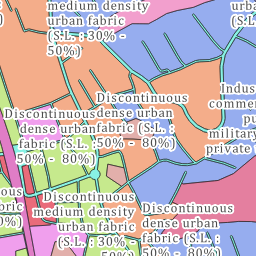 medium density
urban fabric
(S.L. : 30% -
50%)
Discontinuous
dense urban
fabric (S.L. :
50% - 80%)
Discontinuous
dense urban
fabric (S.L. :
50% - 80%)
Indus
comme
pu
military
private
Discontinuous
medium density
urban fabric
(S.L. : 30% -
50%)
Discontinuous
dense urban
fabric (S.L. :
50% - 80%)